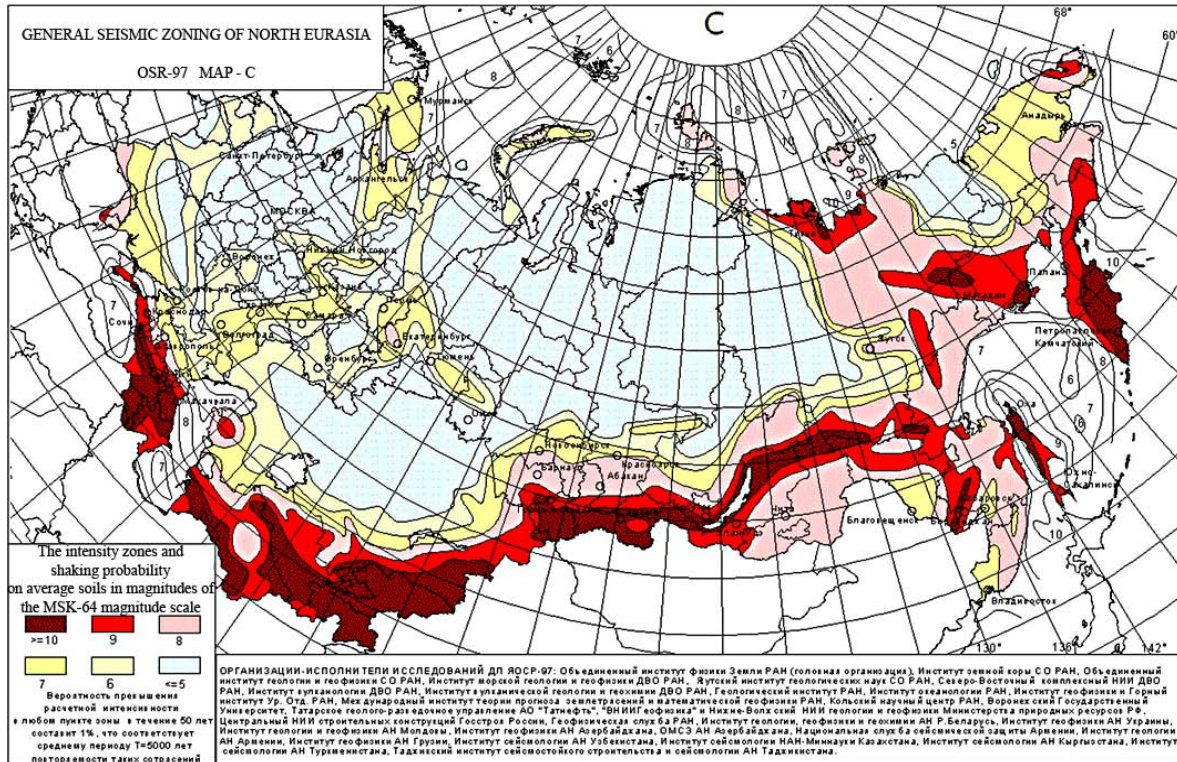 GENERAL SEISMIC ZONING OF NORTH EURASIA
OSR-97 MAP - C
C
68°
60°
Мурманск
Анадырь
Санкт-Петербург
Архангельск
МОСКВА
Нижний Новгород
Воронеж
Казань
Пермь
Краснодар
Сочи
Ставрополь
Волгоград
Самара
Екатеринбург
Оренбург
Тюмень
Махачкала
Омск
Магадан
Палана
Петропавловск
Камчатский
Якутск
Оха
Новосибирск
Барнаул
Красноярск
Абакан
Чита
Благовещенск
Хабаровск
Биробиджан
Южно-
Сахалинск
Владивосток
130°
136°
142°
The intensity zones and
shaking probability
on average soils in magnitudes of
the MSK-64 magnitude scale
>=10 9 8
7 6 <=5
Вероятность превышения
расчетной интенсивности
в любом пункте зоны в течение 50 лет
составит 1%, что соответствует
среднему периоду Т=5000 лет
повторяемости таких сотрясений
ОРГАНИЗАЦИИ-ИСПОЛНИТЕЛИ ИССЛЕДОВАНИЙ ДЛЯ ОСР-97: Объединенный институт физики Земли РАН (головная организация), Институт земной коры СО РАН, Объединенный
институт геологии и геофизики СО РАН, Институт морской геологии и геофизики ДВО РАН, Якутский институт геологических наук СО РАН, Северо-Восточный комплексный НИИ ДВО
РАН, Институт вулканологии ДВО РАН, Институт вулканической геологии и геохимии ДВО РАН, Геологический институт РАН, Институт океанологии РАН, Институт геофизики и Горный
институт Ур. Отд. РАН, Международный институт теории прогноза землетрясений и математической геофизики РАН, Кольский научный центр РАН, Воронежский Государственный
Университет, Татарское геолого-разведочное управление АО "Татнефть", "ВНИИГеофизика" и Нижне-Волжский НИИ геологии и геофизики Министерства природных ресурсов РФ,
Центральный НИИ строительных конструкций Госстроя России, Геофизическая служба РАН, Институт геологии, геофизики и геохимии АН Р.Беларусь, Институт геофизики АН Украины,
Институт геологии и геофизики АН Молдовы, Институт геофизики АН Азербайджана, ОМСЭ АН Азербайджана, Национальная служба сейсмической защиты Армении, Институт геологии
АН Армении, Институт геофизики АН Грузии, Институт сейсмологии АН Узбекистана, Институт сейсмологии НАН-Миннауки Казахстана, Институт сейсмологии АН Кыргызстана, Институт
сейсмологии АН Туркменистана, Таджикский институт сейсмостойкого строительства и сейсмологии АН Таджикистана.